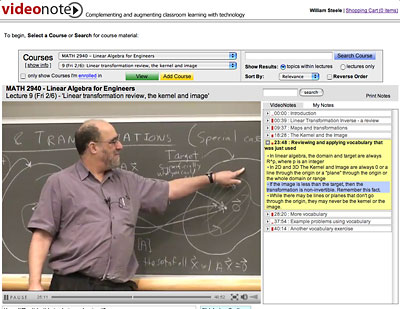 videonote
Complementing and augmenting classroom learning with technology
William Steele | Shopping Cart (0 items)
To begin, Select a Course or Search for course material.
Courses
[ show info ]
MATH 2940 - Linear Algebra for Engineers
9 (Fri 2/6): Linear transformation review, the kernel and image'
only show Courses I'm enrolled in
View
Add Course
Search Course
Show Results:
topics within lectures
lectures only
Sort By:
Relevance
Reverse Order
MATH 2940 - Linear Algebra for Engineers
Lecture 9 (Fri 2/6) - 'Linear transformation review, the kernel and image'
search
Print Notes
VideoNotes
My Notes
00:00 : Introduction
00:39 : Linear Transformation Inverse - a review
09:37 : Maps and transformations
18:28 : The Kernel and the image
23:48 : Reviewing and applying vocabulary that was just used
- In linear algebra, the domain and target are always R^p, where p is an integer
- In 2D and 3D The Kernel and Image are always 0 or a line through the origin or a "plane" through the origin or the whole domain or range
- If the image is less than the target, then the transformation is non-invertible. Remember this fact.
- While there may be lines or planes that don't go through the origin, they may never be the kernel or the image.
26:20 : More vocabulary
33:54 : Example problems using vocabulary
40:14 : Another vocabulary exercise
TRANSFORMATIONS
(Special
Target
[A]
the set of all
PAUSE